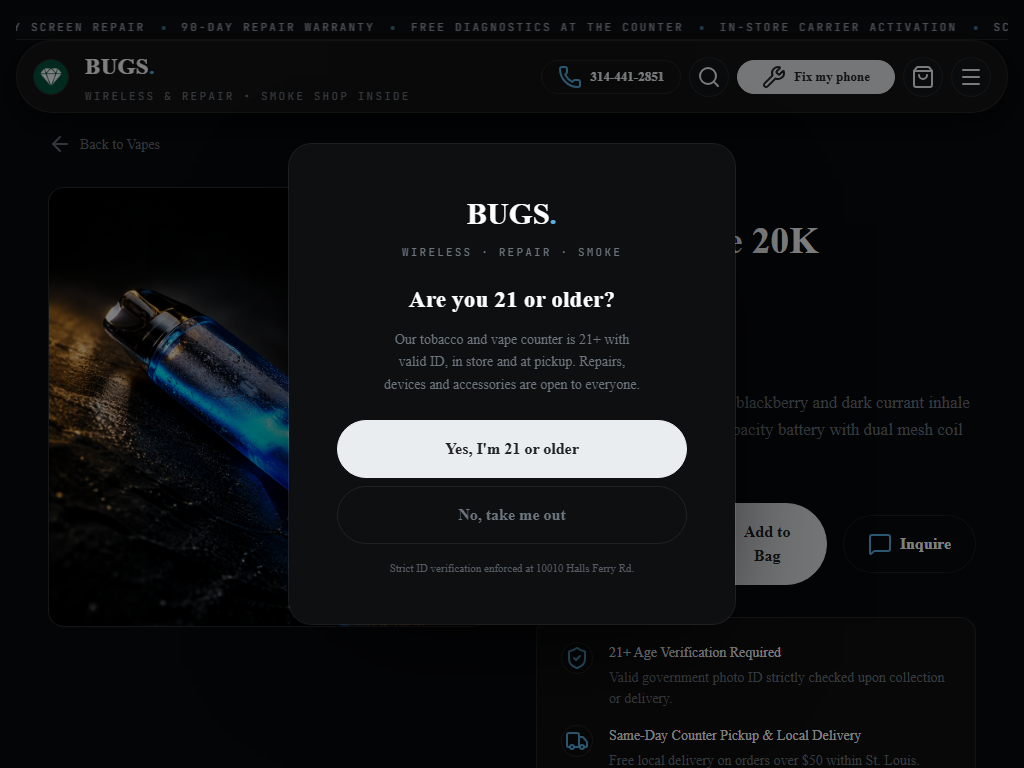 SCREEN REPAIR • 90-DAY REPAIR WARRANTY • FREE DIAGNOSTICS AT THE COUNTER • IN-STORE CARRIER ACTIVATION •
BUGS.
WIRELESS & REPAIR • SMOKE SHOP INSIDE
314-441-2851
Fix my phone
Back to Vapes
BUGS.
WIRELESS · REPAIR · SMOKE
Are you 21 or older?
Our tobacco and vape counter is 21+ with
valid ID, in store and at pickup. Repairs,
devices and accessories are open to everyone.
Yes, I'm 21 or older
No, take me out
Strict ID verification enforced at 10010 Halls Ferry Rd.
20K
blackberry and dark currant inhale
battery with dual mesh coil
Add to
Bag
Inquire
21+ Age Verification Required
Valid government photo ID strictly checked upon collection
or delivery.
Same-Day Counter Pickup & Local Delivery
Free local delivery on orders over $50 within St. Louis.